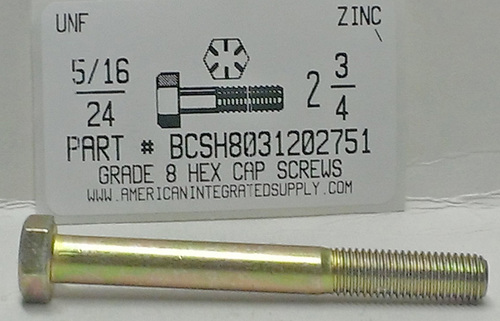 UNF ZINC
5/16 2 3
24 4
PART # BCSH8031202751
GRADE 8 HEX CAP SCREWS
WWW.AMERICANINTEGRATEDSUPPLY.COM